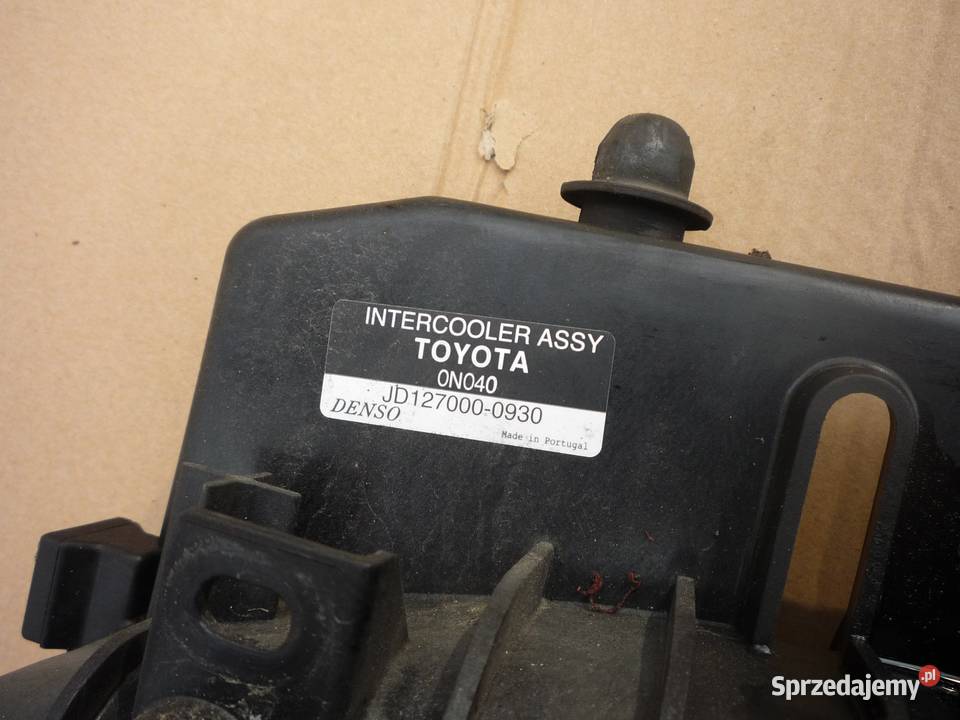 INTERCOOLER ASSY
TOYOTA
0N040
JD127000-0930
DENSO
Made in Portugal
Sprzedajemy.pl